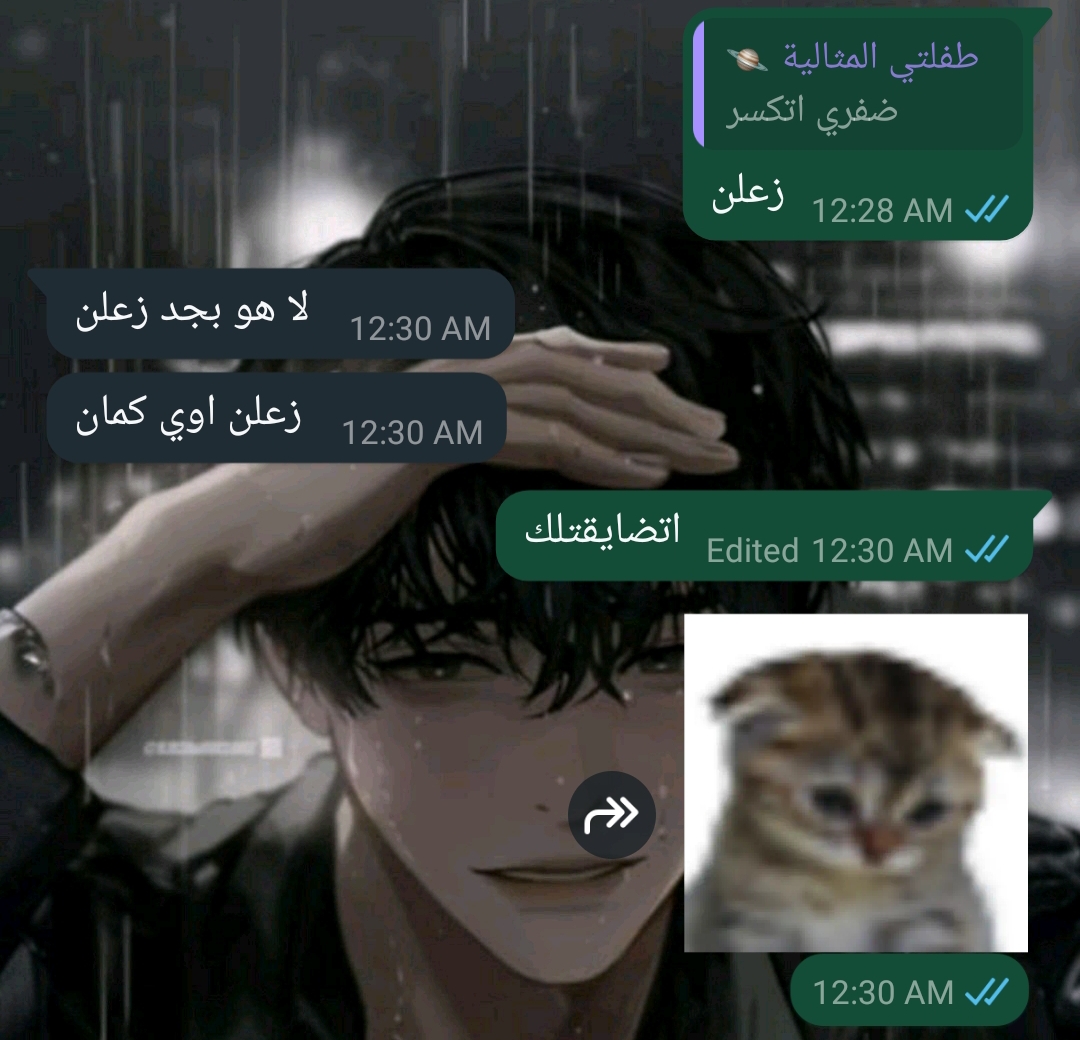 طفلتي المثالية 🪐
ضفري اتكسر
زعلن
12:28 AM
لا هو بجد زعلن
12:30 AM
زعلن اوي كمان
12:30 AM
اتضايقتلك
Edited 12:30 AM
12:30 AM